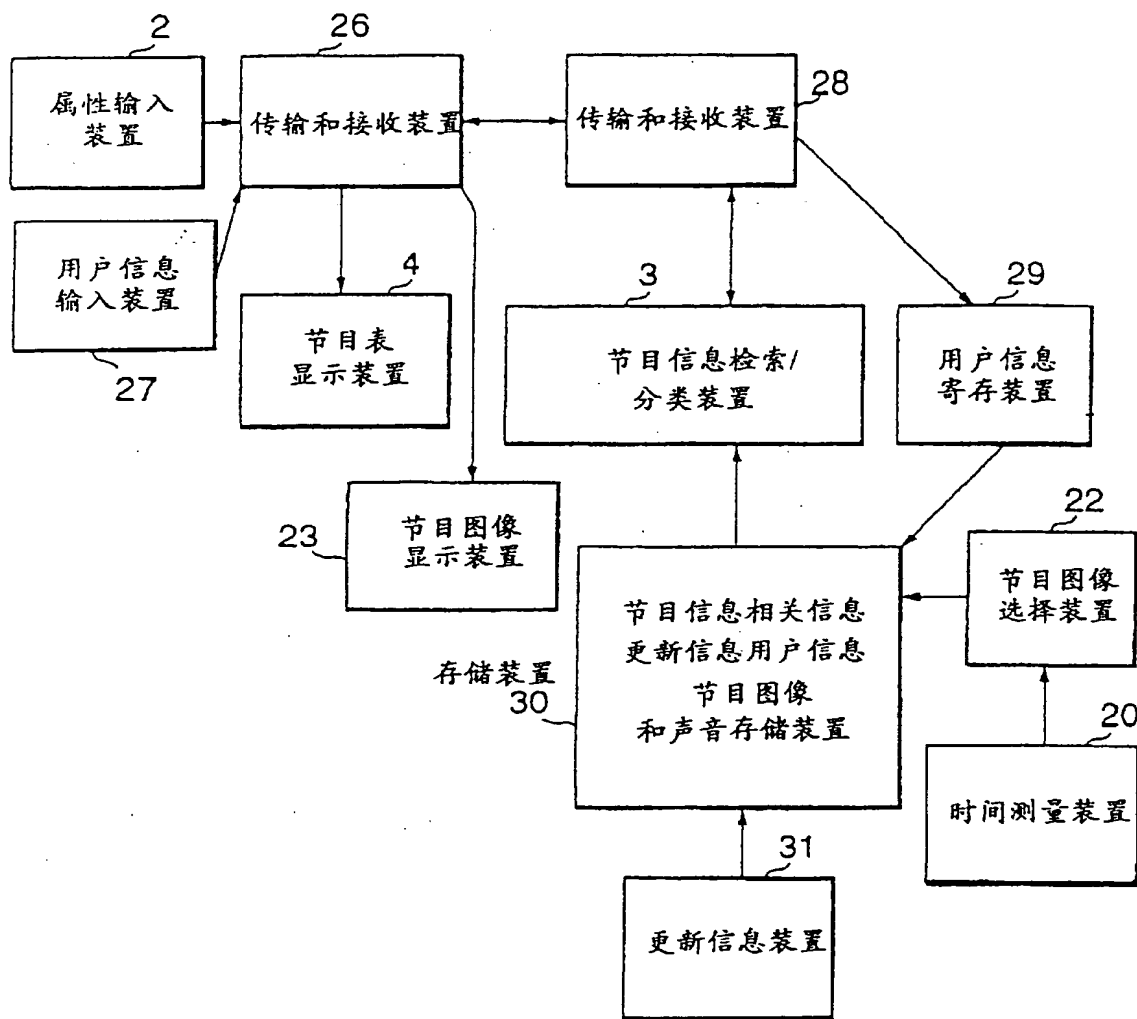 2
属性输入
装置
26
传输和接收装置
28
传输和接收装置
用户信息
输入装置
27
4
节目表
显示装置
3
节目信息检索/
分类装置
29
用户信息
寄存装置
23
节目图像
显示装置
22
节目图像
选择装置
存储装置
30
节目信息相关信息
更新信息用户信息
节目图像
和声音存储装置
20
时间测量装置
31
更新信息装置